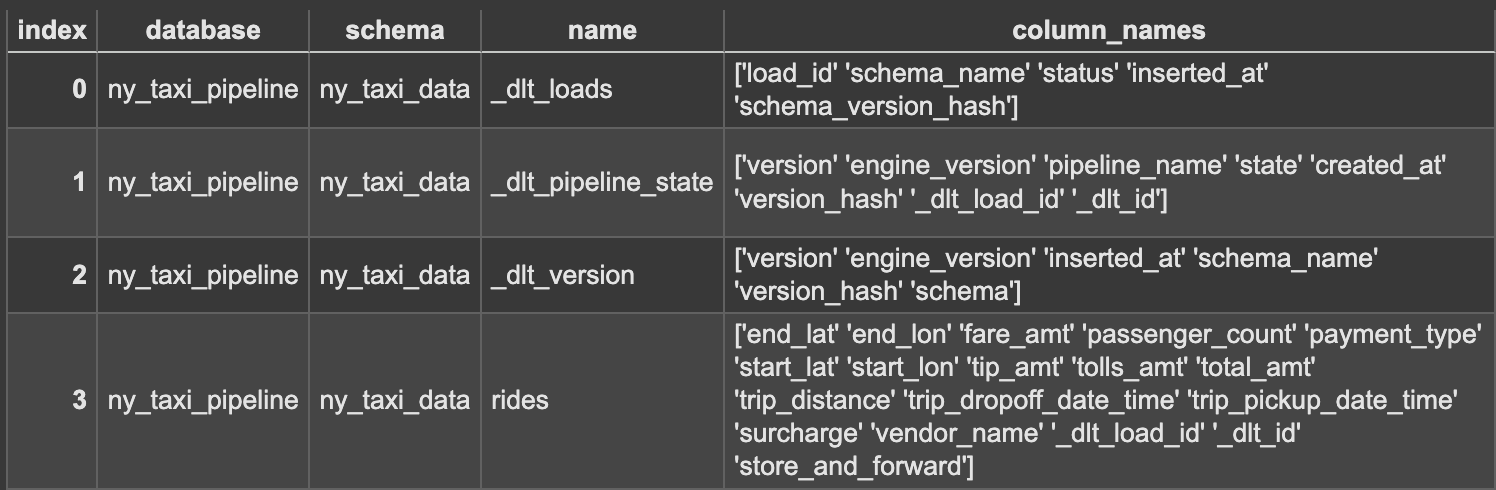 index database schema name column_names
0 ny_taxi_pipeline ny_taxi_data _dlt_loads ['load_id' 'schema_name' 'status' 'inserted_at'
'schema_version_hash']
1 ny_taxi_pipeline ny_taxi_data _dlt_pipeline_state ['version' 'engine_version' 'pipeline_name' 'state' 'created_at'
'version_hash' '_dlt_load_id' '_dlt_id']
2 ny_taxi_pipeline ny_taxi_data _dlt_version ['version' 'engine_version' 'inserted_at' 'schema_name'
'version_hash' 'schema']
3 ny_taxi_pipeline ny_taxi_data rides ['end_lat' 'end_lon' 'fare_amt' 'passenger_count' 'payment_type'
'start_lat' 'start_lon' 'tip_amt' 'tolls_amt' 'total_amt'
'trip_distance' 'trip_dropoff_date_time' 'trip_pickup_date_time'
'surcharge' 'vendor_name' '_dlt_load_id' '_dlt_id'
'store_and_forward']